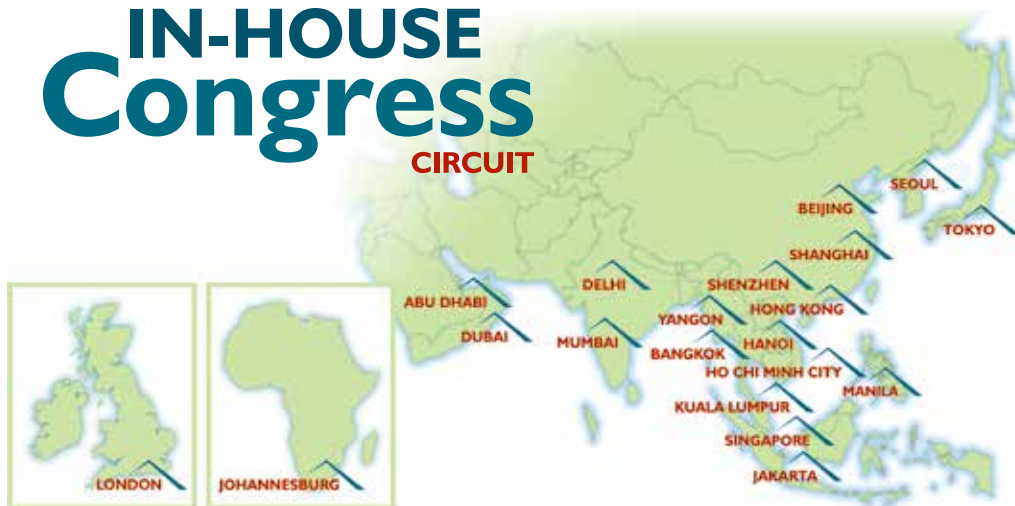 IN-HOUSE
Congress
CIRCUIT
SEOUL
BEIJING
TOKYO
SHANGHAI
DELHI
SHENZHEN
ABU DHABI
HONG KONG
YANGON
DUBAI
MUMBAI
HANOI
BANGKOK
HO CHI MINH CITY
MANILA
KUALA LUMPUR
SINGAPORE
JAKARTA
LONDON
JOHANNESBURG